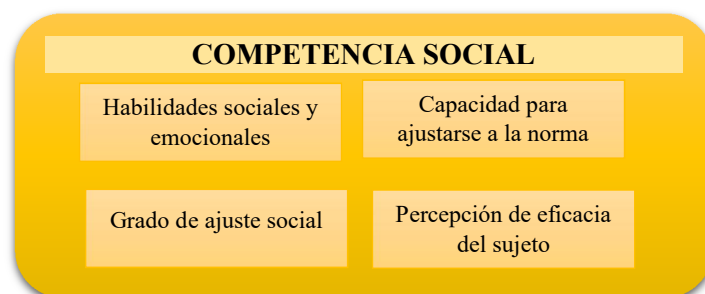 COMPETENCIA SOCIAL
Habilidades sociales y
emocionales
Capacidad para
ajustarse a la norma
Grado de ajuste social
Percepción de eficacia
del sujeto